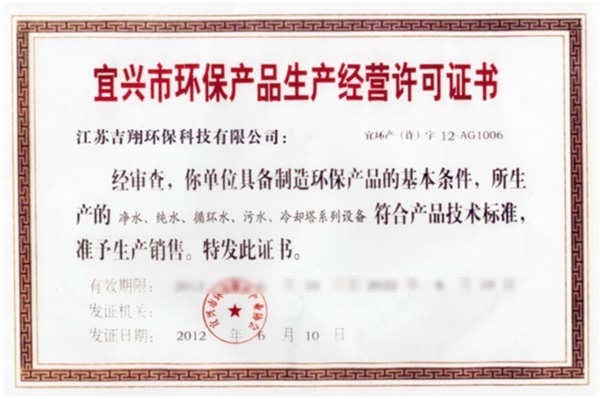 宜兴市环保产品生产经营许可证书
江苏吉翔环保科技有限公司： 宜环产（许）字 12-AG1006
经审查，你单位具备制造环保产品的基本条件，所生
产的 净水、纯水、循环水、污水、冷却塔系列设备 符合产品技术标准，
准予生产销售。特发此证书。
有效期限：
发证机关：
发证日期： 2012 年 6 月 10 日